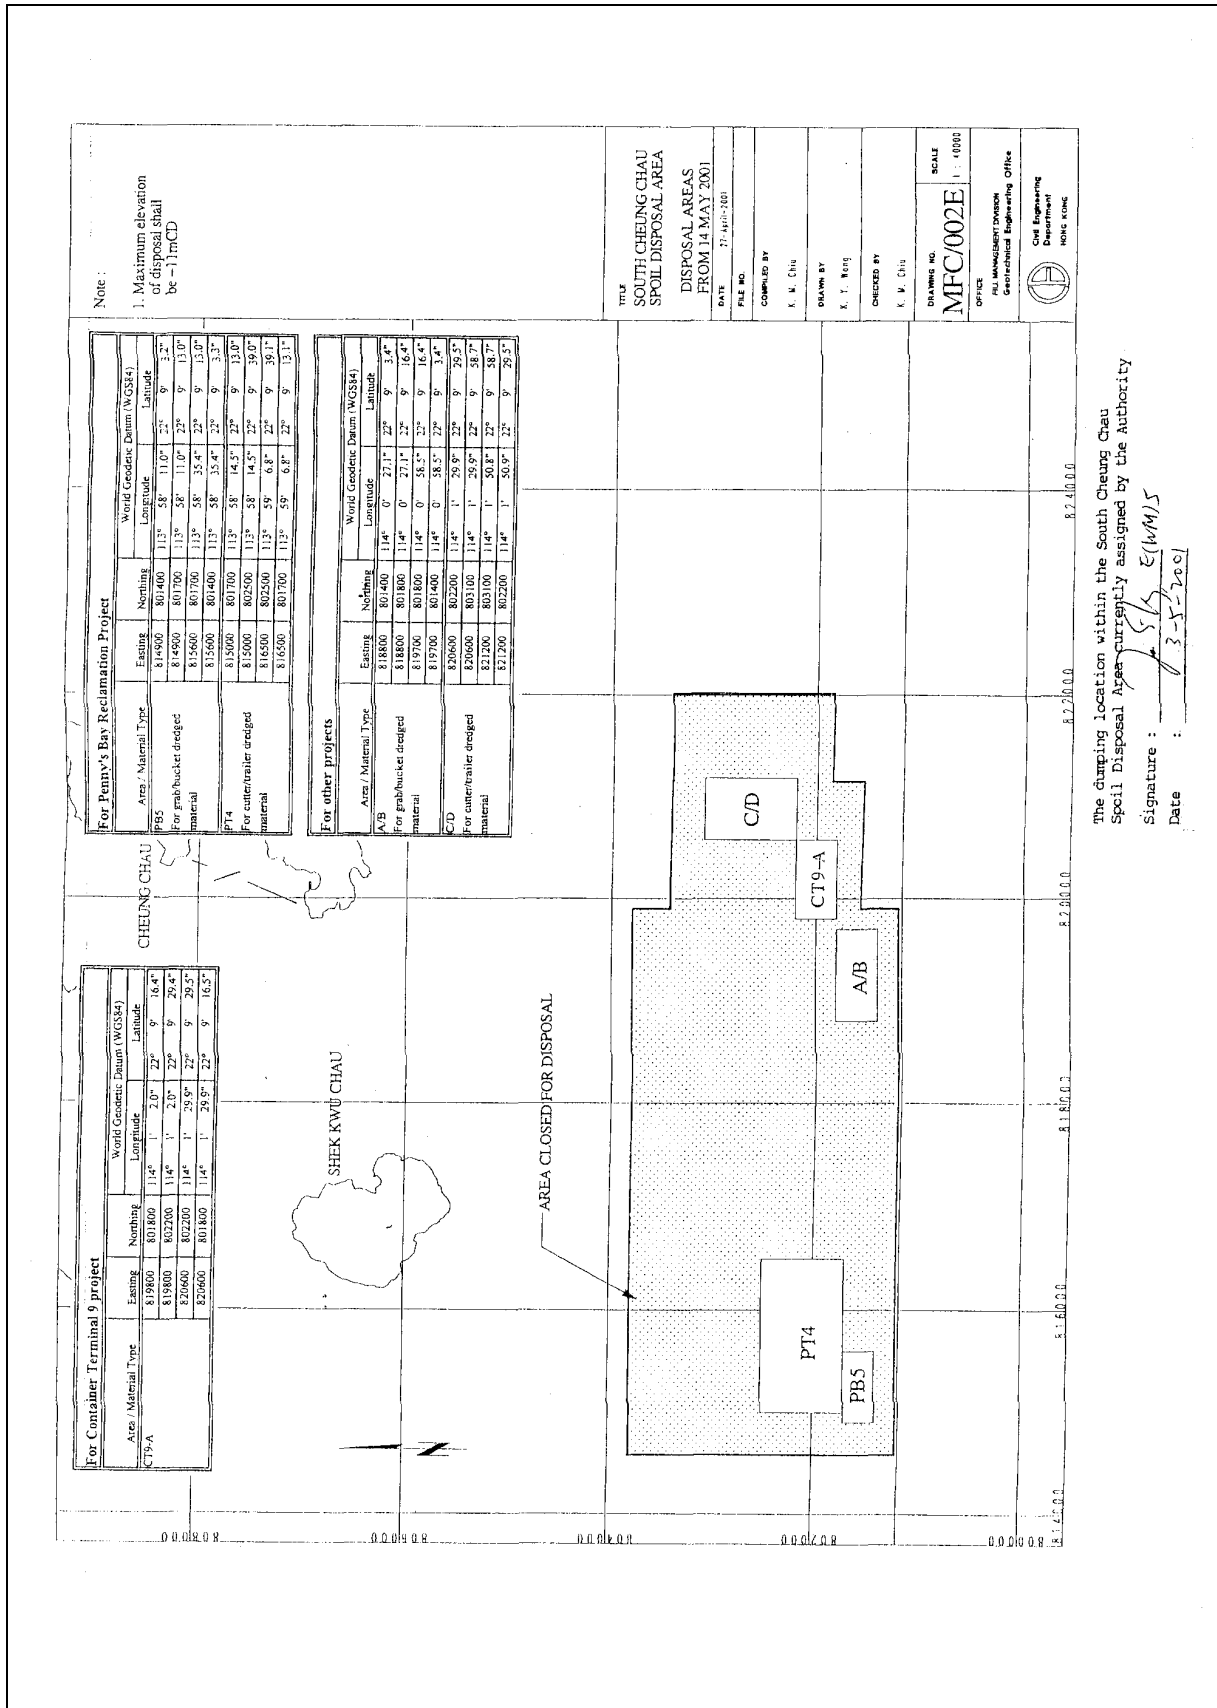 For Container Terminal 9 project
Area / Material Type Easting Northing World Geodetic Datum (WGS84)
Longitude Latitude
CT9-A 819800 801800 114° 1' 2.0" 22° 9' 16.4"
819800 802200 114° 1' 2.0" 22° 9' 29.4"
820600 802200 114° 1' 29.9" 22° 9' 29.5"
820600 801800 114° 1' 29.9" 22° 9' 16.5"
For Penny's Bay Reclamation Project
Area / Material Type Easting Northing World Geodetic Datum (WGS84)
Longitude Latitude
PB5 814900 801400 113° 58' 11.0" 22° 9' 3.2"
For grab/bucket dredged 814900 801700 113° 58' 11.0" 22° 9' 13.0"
material 815600 801700 113° 58' 35.4" 22° 9' 13.0"
815600 801400 113° 58' 35.4" 22° 9' 3.3"
PT4 815000 801700 113° 58' 14.5" 22° 9' 13.0"
For cutter/trailer dredged 815000 802500 113° 58' 14.5" 22° 9' 39.0"
material 816500 802500 113° 59' 6.8" 22° 9' 39.1"
816500 801700 113° 59' 6.8" 22° 9' 13.1"
For other projects
Area / Material Type Easting Northing World Geodetic Datum (WGS84)
Longitude Latitude
A/B 818800 801400 114° 0' 27.1" 22° 9' 3.4"
For grab/bucket dredged 818800 801800 114° 0' 27.1" 22° 9' 16.4"
material 819700 801800 114° 0' 58.5" 22° 9' 16.4"
819700 801400 114° 0' 58.5" 22° 9' 3.4"
C/D 820600 802200 114° 1' 29.9" 22° 9' 29.5"
For cutter/trailer dredged 820600 803100 114° 1' 29.9" 22° 9' 58.7"
material 821200 803100 114° 1' 50.8" 22° 9' 58.7"
821200 802200 114° 1' 50.9" 22° 9' 29.5"
Note :
1. Maximum elevation
of disposal shall
be -11mCD
CHEUNG CHAU
SHEK KWU CHAU
AREA CLOSED FOR DISPOSAL
PT4
PB5
A/B
CT9-A
C/D
808000
806000
804000
802000
800000
814000
816000
818000
820000
822000
824000
TITLE
SOUTH CHEUNG CHAU
SPOIL DISPOSAL AREA
DISPOSAL AREAS
FROM 14 MAY 2001
DATE 27-April-2001
FILE NO.
COMPILED BY
K. M. Chiu
DRAWN BY
K. Y. Wong
CHECKED BY
K. M. Chiu
DRAWING NO. SCALE
MFC/002E 1 : 40000
OFFICE
FILL MANAGEMENT DIVISION
Geotechnical Engineering Office
Civil Engineering
Department
HONG KONG
The dumping location within the South Cheung Chau
Spoil Disposal Area currently assigned by the Authority
Signature : E(WM)5
Date : 3-5-2001